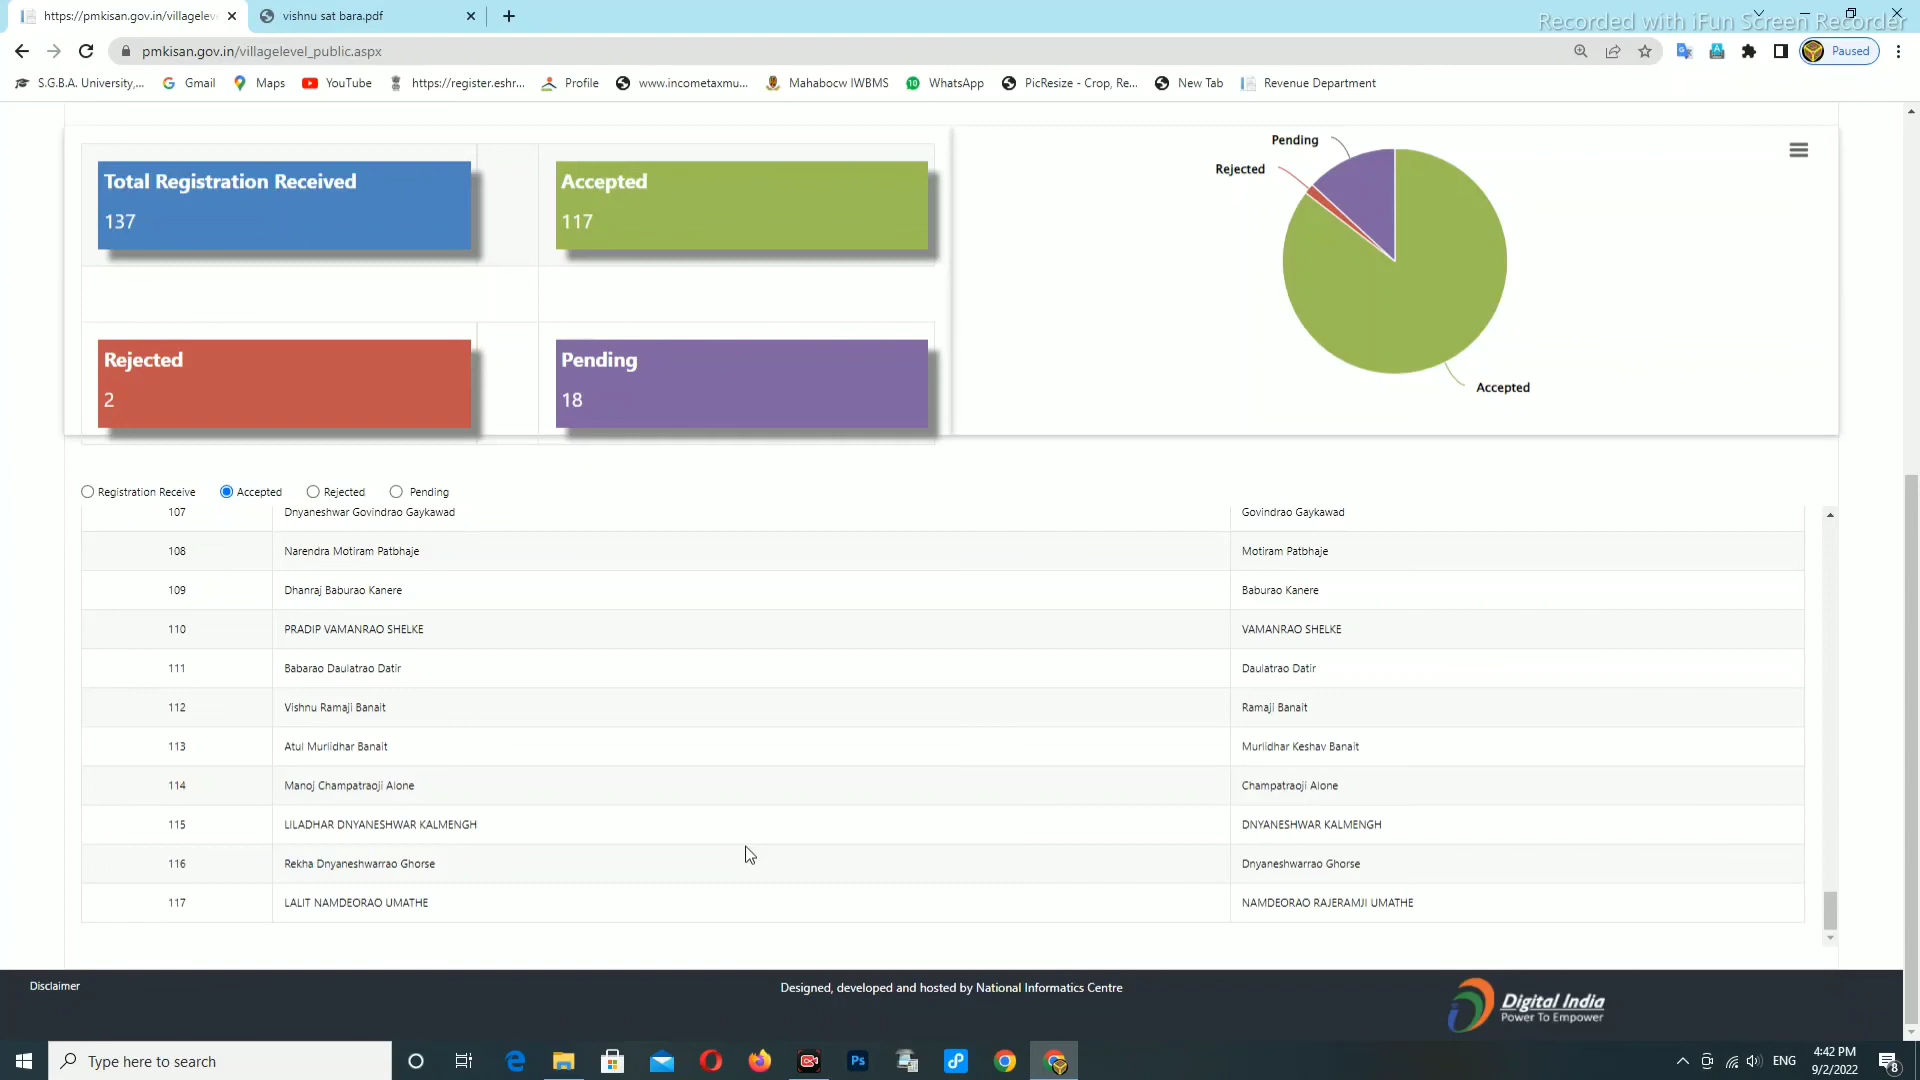 https://pmkisan.gov.in/villagelev
vishnu sat bara.pdf
Recorded with iFun Screen Recorder
pmkisan.gov.in/villagelevel_public.aspx
Paused
S.G.B.A. University,...
Gmail
Maps
YouTube
https://register.eshr...
Profile
www.incometaxmu...
Mahabocw IWBMS
WhatsApp
PicResize - Crop, Re...
New Tab
Revenue Department
Total Registration Received
137
Accepted
117
Rejected
2
Pending
18
Pending
Rejected
Accepted
Registration Receive
Accepted
Rejected
Pending
107 Dnyaneshwar Govindrao Gaykawad Govindrao Gaykawad
108 Narendra Motiram Patbhaje Motiram Patbhaje
109 Dhanraj Baburao Kanere Baburao Kanere
110 PRADIP VAMANRAO SHELKE VAMANRAO SHELKE
111 Babarao Daulatrao Datir Daulatrao Datir
112 Vishnu Ramaji Banait Ramaji Banait
113 Atul Murlidhar Banait Murlidhar Keshav Banait
114 Manoj Champatraoji Alone Champatraoji Alone
115 LILADHAR DNYANESHWAR KALMENGH DNYANESHWAR KALMENGH
116 Rekha Dnyaneshwarrao Ghorse Dnyaneshwarrao Ghorse
117 LALIT NAMDEORAO UMATHE NAMDEORAO RAJERAMJI UMATHE
Disclaimer
Designed, developed and hosted by National Informatics Centre
Digital India
Power To Empower
Type here to search
Ps
ENG
4:42 PM
9/2/2022
8